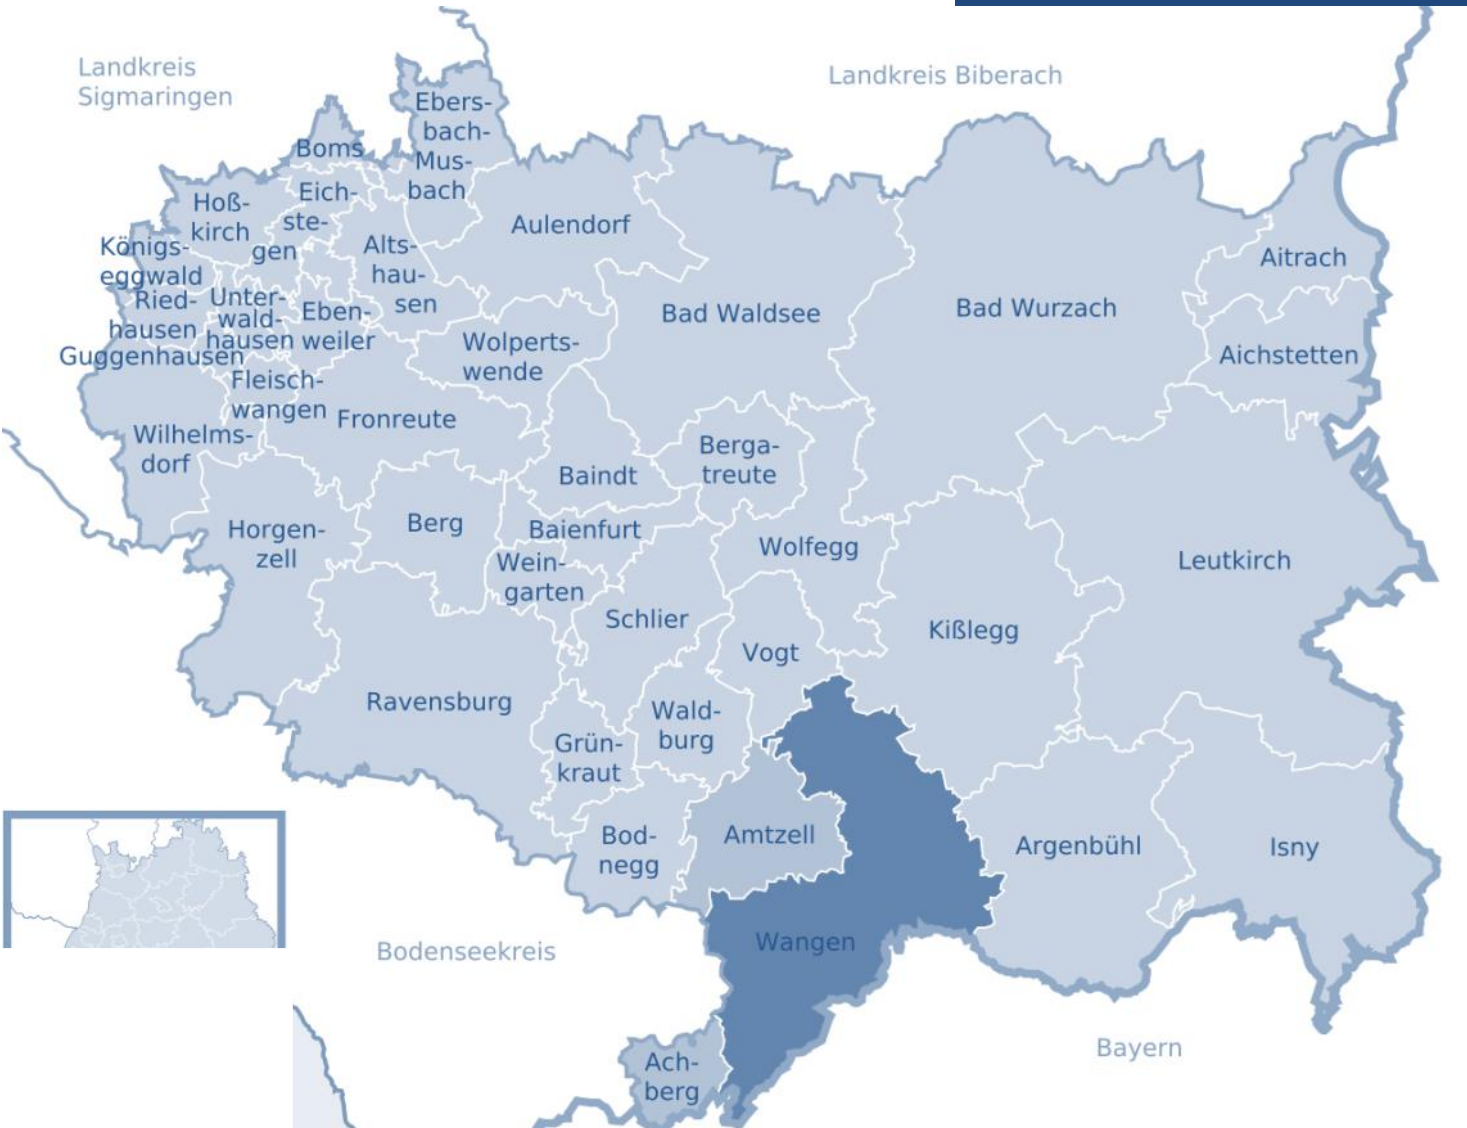 Landkreis
Sigmaringen
Landkreis Biberach
Ebers-
bach-
Mus-
bach
Boms
Hoß-
kirch
Eich-
ste-
gen
Aulendorf
Königs-
eggwald
Alts-
hau-
sen
Aitrach
Ried-
hausen
Unter-
wald-
hausen
Eben-
weiler
Bad Waldsee
Bad Wurzach
Guggenhausen
Wolperts-
wende
Aichstetten
Fleisch-
wangen
Fronreute
Wilhelms-
dorf
Berga-
treute
Baindt
Horgen-
zell
Berg
Baienfurt
Wolfegg
Leutkirch
Wein-
garten
Schlier
Kißlegg
Vogt
Ravensburg
Wald-
burg
Grün-
kraut
Bod-
negg
Amtzell
Argenbühl
Isny
Bodenseekreis
Wangen
Bayern
Ach-
berg